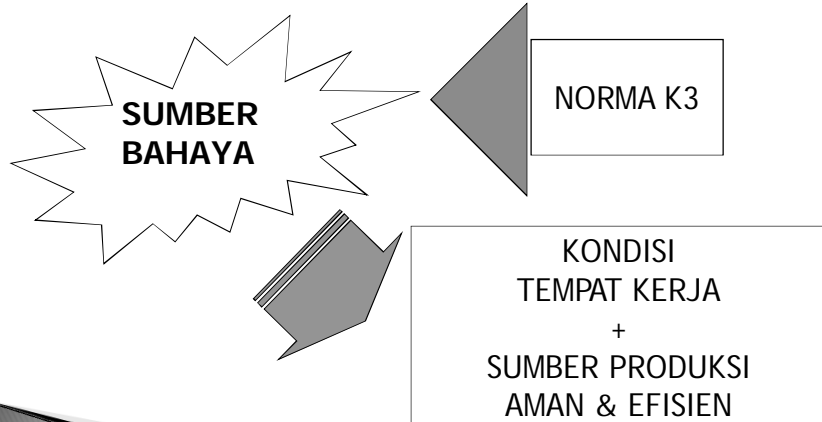 SUMBER
BAHAYA
NORMA K3
KONDISI
TEMPAT KERJA
+
SUMBER PRODUKSI
AMAN & EFISIEN